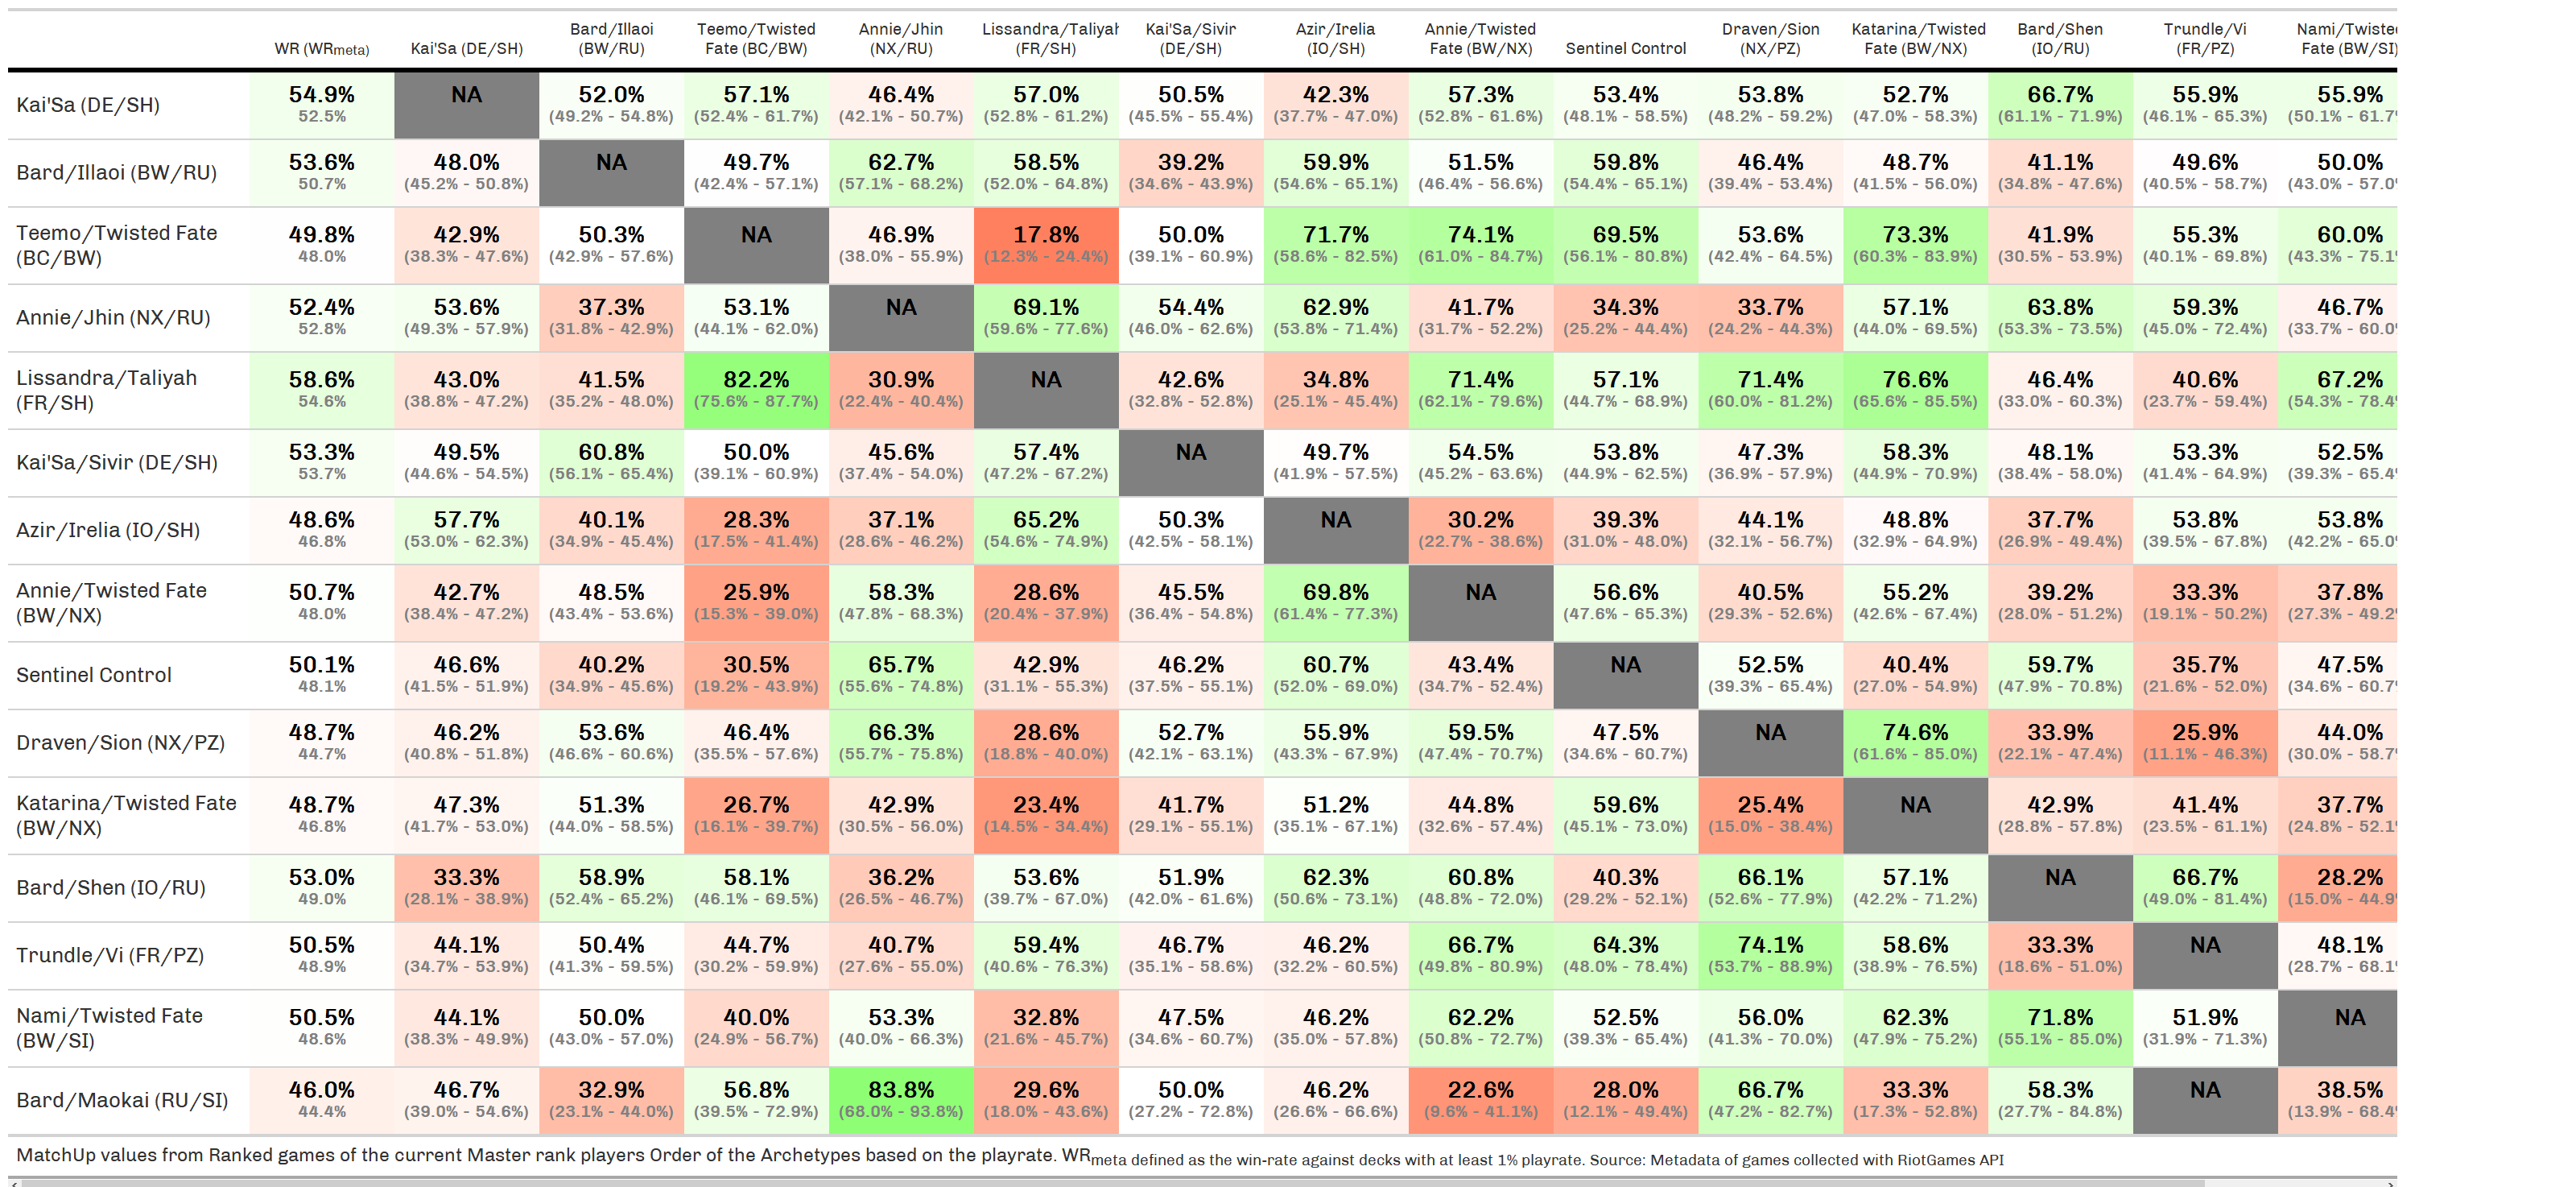 WR (WRmeta) Kai'Sa (DE/SH) Bard/Illaoi (BW/RU) Teemo/Twisted Fate (BC/BW) Annie/Jhin (NX/RU) Lissandra/Taliyah (FR/SH) Kai'Sa/Sivir (DE/SH) Azir/Irelia (IO/SH) Annie/Twisted Fate (BW/NX) Sentinel Control Draven/Sion (NX/PZ) Katarina/Twisted Fate (BW/NX) Bard/Shen (IO/RU) Trundle/Vi (FR/PZ) Nami/Twiste Fate (BW/SI)
Kai'Sa (DE/SH) 54.9% NA 52.0% 57.1% 46.4% 57.0% 50.5% 42.3% 57.3% 53.4% 53.8% 52.7% 66.7% 55.9% 55.9%
52.5% (49.2% - 54.8%) (52.4% - 61.7%) (42.1% - 50.7%) (52.8% - 61.2%) (45.5% - 55.4%) (37.7% - 47.0%) (52.8% - 61.6%) (48.1% - 58.5%) (48.2% - 59.2%) (47.0% - 58.3%) (61.1% - 71.9%) (46.1% - 65.3%) (50.1% - 61.7
Bard/Illaoi (BW/RU) 53.6% 48.0% NA 49.7% 62.7% 58.5% 39.2% 59.9% 51.5% 59.8% 46.4% 48.7% 41.1% 49.6% 50.0%
50.7% (45.2% - 50.8%) (42.4% - 57.1%) (57.1% - 68.2%) (52.0% - 64.8%) (34.6% - 43.9%) (54.6% - 65.1%) (46.4% - 56.6%) (54.4% - 65.1%) (39.4% - 53.4%) (41.5% - 56.0%) (34.8% - 47.6%) (40.5% - 58.7%) (43.0% - 57.0
Teemo/Twisted Fate (BC/BW) 49.8% 42.9% 50.3% NA 46.9% 17.8% 50.0% 71.7% 74.1% 69.5% 53.6% 73.3% 41.9% 55.3% 60.0%
48.0% (38.3% - 47.6%) (42.9% - 57.6%) (38.0% - 55.9%) (12.3% - 24.4%) (39.1% - 60.9%) (58.6% - 82.5%) (61.0% - 84.7%) (56.1% - 80.8%) (42.4% - 64.5%) (60.3% - 83.9%) (30.5% - 53.9%) (40.1% - 69.8%) (43.3% - 75.1
Annie/Jhin (NX/RU) 52.4% 53.6% 37.3% 53.1% NA 69.1% 54.4% 62.9% 41.7% 34.3% 33.7% 57.1% 63.8% 59.3% 46.7%
52.8% (49.3% - 57.9%) (31.8% - 42.9%) (44.1% - 62.0%) (59.6% - 77.6%) (46.0% - 62.6%) (53.8% - 71.4%) (31.7% - 52.2%) (25.2% - 44.4%) (24.2% - 44.3%) (44.0% - 69.5%) (53.3% - 73.5%) (45.0% - 72.4%) (33.7% - 60.0
Lissandra/Taliyah (FR/SH) 58.6% 43.0% 41.5% 82.2% 30.9% NA 42.6% 34.8% 71.4% 57.1% 71.4% 76.6% 46.4% 40.6% 67.2%
54.6% (38.8% - 47.2%) (35.2% - 48.0%) (75.6% - 87.7%) (22.4% - 40.4%) (32.8% - 52.8%) (25.1% - 45.4%) (62.1% - 79.6%) (44.7% - 68.9%) (60.0% - 81.2%) (65.6% - 85.5%) (33.0% - 60.3%) (23.7% - 59.4%) (54.3% - 78.4
Kai'Sa/Sivir (DE/SH) 53.3% 49.5% 60.8% 50.0% 45.6% 57.4% NA 49.7% 54.5% 53.8% 47.3% 58.3% 48.1% 53.3% 52.5%
53.7% (44.6% - 54.5%) (56.1% - 65.4%) (39.1% - 60.9%) (37.4% - 54.0%) (47.2% - 67.2%) (41.9% - 57.5%) (45.2% - 63.6%) (44.9% - 62.5%) (36.9% - 57.9%) (44.9% - 70.9%) (38.4% - 58.0%) (41.4% - 64.9%) (39.3% - 65.4
Azir/Irelia (IO/SH) 48.6% 57.7% 40.1% 28.3% 37.1% 65.2% 50.3% NA 30.2% 39.3% 44.1% 48.8% 37.7% 53.8% 53.8%
46.8% (53.0% - 62.3%) (34.9% - 45.4%) (17.5% - 41.4%) (28.6% - 46.2%) (54.6% - 74.9%) (42.5% - 58.1%) (22.7% - 38.6%) (31.0% - 48.0%) (32.1% - 56.7%) (32.9% - 64.9%) (26.9% - 49.4%) (39.5% - 67.8%) (42.2% - 65.0
Annie/Twisted Fate (BW/NX) 50.7% 42.7% 48.5% 25.9% 58.3% 28.6% 45.5% 69.8% NA 56.6% 40.5% 55.2% 39.2% 33.3% 37.8%
48.0% (38.4% - 47.2%) (43.4% - 53.6%) (15.3% - 39.0%) (47.8% - 68.3%) (20.4% - 37.9%) (36.4% - 54.8%) (61.4% - 77.3%) (47.6% - 65.3%) (29.3% - 52.6%) (42.6% - 67.4%) (28.0% - 51.2%) (19.1% - 50.2%) (27.3% - 49.2
Sentinel Control 50.1% 46.6% 40.2% 30.5% 65.7% 42.9% 46.2% 60.7% 43.4% NA 52.5% 40.4% 59.7% 35.7% 47.5%
48.1% (41.5% - 51.9%) (34.9% - 45.6%) (19.2% - 43.9%) (55.6% - 74.8%) (31.1% - 55.3%) (37.5% - 55.1%) (52.0% - 69.0%) (34.7% - 52.4%) (39.3% - 65.4%) (27.0% - 54.9%) (47.9% - 70.8%) (21.6% - 52.0%) (34.6% - 60.7
Draven/Sion (NX/PZ) 48.7% 46.2% 53.6% 46.4% 66.3% 28.6% 52.7% 55.9% 59.5% 47.5% NA 74.6% 33.9% 25.9% 44.0%
44.7% (40.8% - 51.8%) (46.6% - 60.6%) (35.5% - 57.6%) (55.7% - 75.8%) (18.8% - 40.0%) (42.1% - 63.1%) (43.3% - 67.9%) (47.4% - 70.7%) (34.6% - 60.7%) (61.6% - 85.0%) (22.1% - 47.4%) (11.1% - 46.3%) (30.0% - 58.7
Katarina/Twisted Fate (BW/NX) 48.7% 47.3% 51.3% 26.7% 42.9% 23.4% 41.7% 51.2% 44.8% 59.6% 25.4% NA 42.9% 41.4% 37.7%
46.8% (41.7% - 53.0%) (44.0% - 58.5%) (16.1% - 39.7%) (30.5% - 56.0%) (14.5% - 34.4%) (29.1% - 55.1%) (35.1% - 67.1%) (32.6% - 57.4%) (45.1% - 73.0%) (15.0% - 38.4%) (28.8% - 57.8%) (23.5% - 61.1%) (24.8% - 52.1
Bard/Shen (IO/RU) 53.0% 33.3% 58.9% 58.1% 36.2% 53.6% 51.9% 62.3% 60.8% 40.3% 66.1% 57.1% NA 66.7% 28.2%
49.0% (28.1% - 38.9%) (52.4% - 65.2%) (46.1% - 69.5%) (26.5% - 46.7%) (39.7% - 67.0%) (42.0% - 61.6%) (50.6% - 73.1%) (48.8% - 72.0%) (29.2% - 52.1%) (52.6% - 77.9%) (42.2% - 71.2%) (49.0% - 81.4%) (15.0% - 44.9
Trundle/Vi (FR/PZ) 50.5% 44.1% 50.4% 44.7% 40.7% 59.4% 46.7% 46.2% 66.7% 64.3% 74.1% 58.6% 33.3% NA 48.1%
48.9% (34.7% - 53.9%) (41.3% - 59.5%) (30.2% - 59.9%) (27.6% - 55.0%) (40.6% - 76.3%) (35.1% - 58.6%) (32.2% - 60.5%) (49.8% - 80.9%) (48.0% - 78.4%) (53.7% - 88.9%) (38.9% - 76.5%) (18.6% - 51.0%) (28.7% - 68.1
Nami/Twisted Fate (BW/SI) 50.5% 44.1% 50.0% 40.0% 53.3% 32.8% 47.5% 46.2% 62.2% 52.5% 56.0% 62.3% 71.8% 51.9% NA
48.6% (38.3% - 49.9%) (43.0% - 57.0%) (24.9% - 56.7%) (40.0% - 66.3%) (21.6% - 45.7%) (34.6% - 60.7%) (35.0% - 57.8%) (50.8% - 72.7%) (39.3% - 65.4%) (41.3% - 70.0%) (47.9% - 75.2%) (55.1% - 85.0%) (31.9% - 71.3%)
Bard/Maokai (RU/SI) 46.0% 46.7% 32.9% 56.8% 83.8% 29.6% 50.0% 46.2% 22.6% 28.0% 66.7% 33.3% 58.3% NA 38.5%
44.4% (39.0% - 54.6%) (23.1% - 44.0%) (39.5% - 72.9%) (68.0% - 93.8%) (18.0% - 43.6%) (27.2% - 72.8%) (26.6% - 66.6%) (9.6% - 41.1%) (12.1% - 49.4%) (47.2% - 82.7%) (17.3% - 52.8%) (27.7% - 84.8%) (13.9% - 68.4
MatchUp values from Ranked games of the current Master rank players Order of the Archetypes based on the playrate. WRmeta defined as the win-rate against decks with at least 1% playrate. Source: Metadata of games collected with RiotGames API